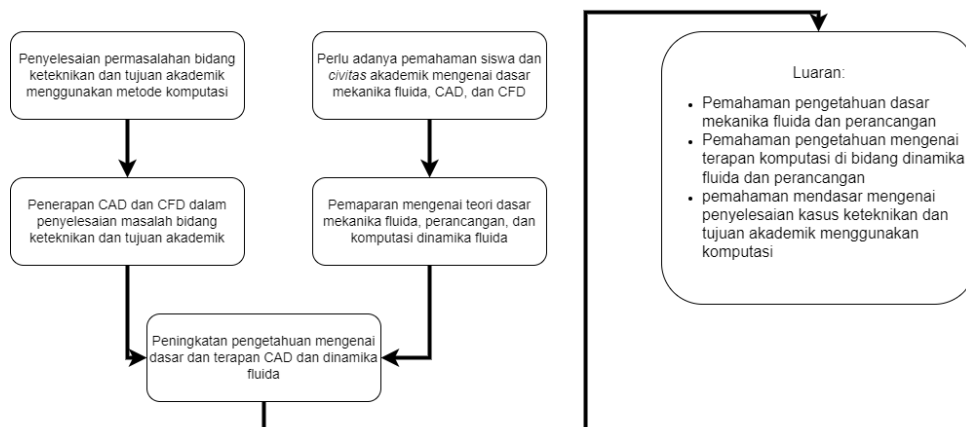 Penyelesaian permasalahan bidang
keteknikan dan tujuan akademik
menggunakan metode komputasi
Perlu adanya pemahaman siswa dan
civitas akademik mengenai dasar
mekanika fluida, CAD, dan CFD
Penerapan CAD dan CFD dalam
penyelesaian masalah bidang
keteknikan dan tujuan akademik
Pemaparan mengenai teori dasar
mekanika fluida, perancangan, dan
komputasi dinamika fluida
Peningkatan pengetahuan mengenai
dasar dan terapan CAD dan dinamika
fluida
Luaran:
• Pemahaman pengetahuan dasar
mekanika fluida dan perancangan
• Pemahaman pengetahuan mengenai
terapan komputasi di bidang dinamika
fluida dan perancangan
• pemahaman mendasar mengenai
penyelesaian kasus keteknikan dan
tujuan akademik menggunakan
komputasi